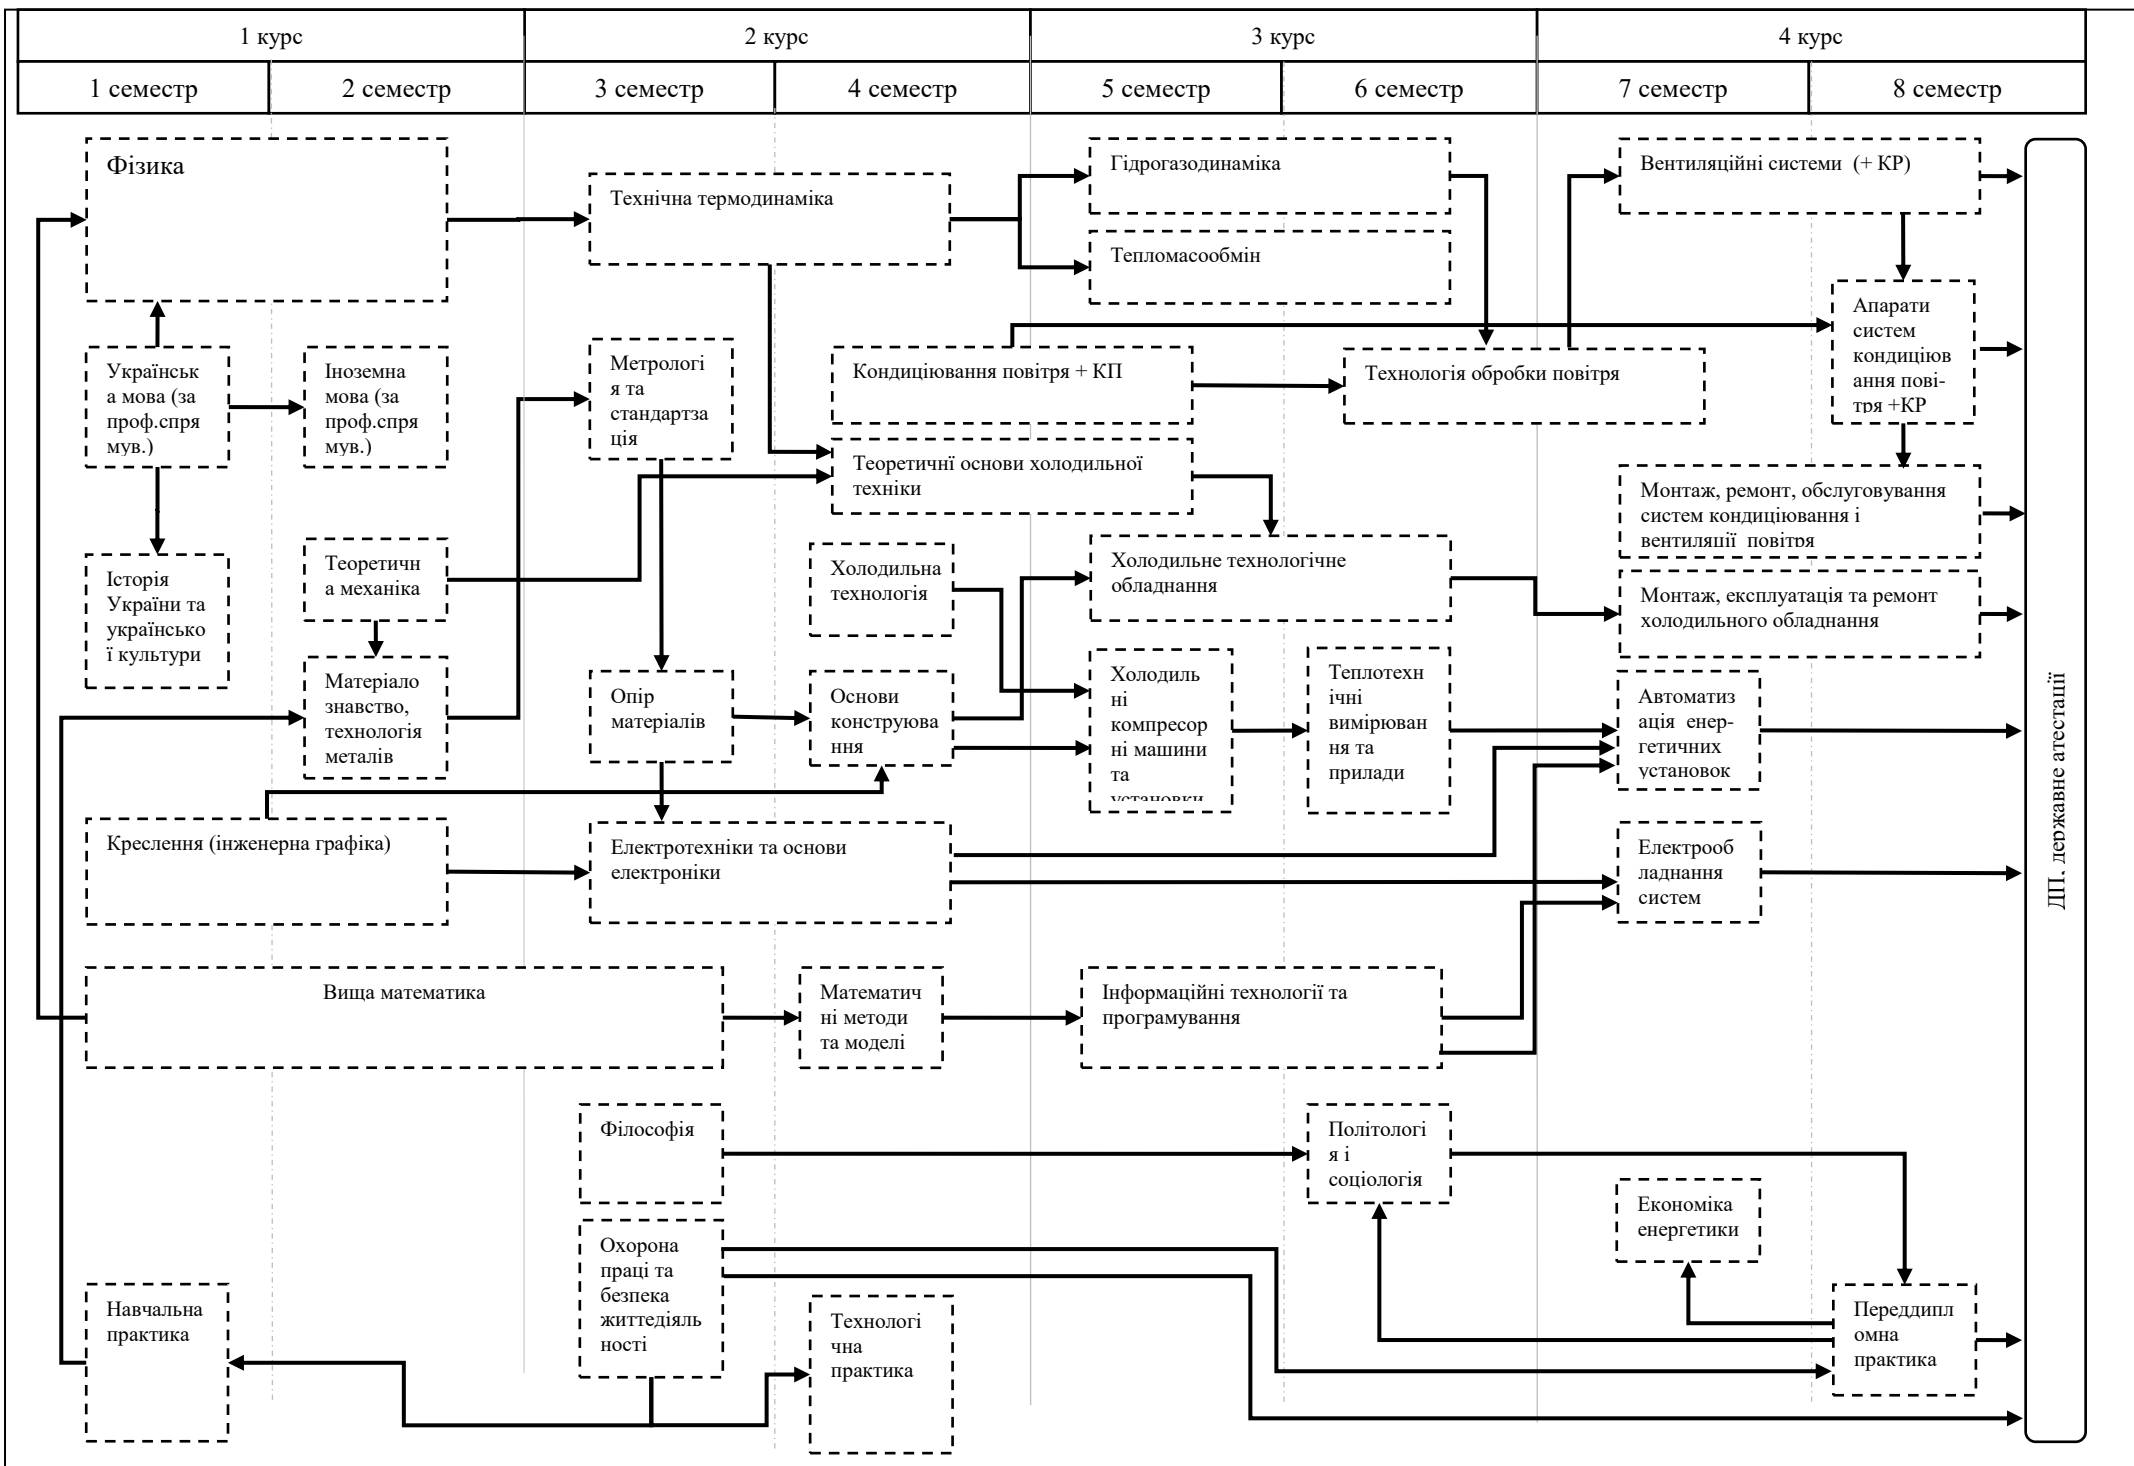 1 курс
2 курс
3 курс
4 курс
1 семестр
2 семестр
3 семестр
4 семестр
5 семестр
6 семестр
7 семестр
8 семестр
Фізика
Технічна термодинаміка
Гідрогазодинаміка
Тепломасообмін
Вентиляційні системи (+ КР)
Апарати
систем
кондиціюв
ання пові-
тря +КР
Українськ
а мова (за
проф.спря
мув.)
Іноземна
мова (за
проф.спря
мув.)
Метрологі
я та
стандартза
ція
Кондиціювання повітря + КП
Технологія обробки повітря
Теоретичнї основи холодильної
техніки
Монтаж, ремонт, обслуговування
систем кондиціювання і
вентиляції повітря
Історія
України та
українсько
ї культури
Теоретичн
а механіка
Холодильна
технологія
Холодильне технологічне
обладнання
Монтаж, експлуатація та ремонт
холодильного обладнання
Матеріало
знавство,
технологія
металів
Опір
матеріалів
Основи
конструюва
ння
Холодиль
ні
компресор
ні машини
та
установки
Теплотехн
ічні
вимірюван
ня та
прилади
Автоматиз
ація енер-
гетичних
установок
Креслення (інженерна графіка)
Електротехніки та основи
електроніки
Електрооб
ладнання
систем
ДП, державне атестації
Вища математика
Математич
ні методи
та моделі
Інформаційні технології та
програмування
Філософія
Політологі
я і
соціологія
Економіка
енергетики
Охорона
праці та
безпека
життедіяль
ності
Навчальна
практика
Технологі
чна
практика
Переддипл
омна
практика